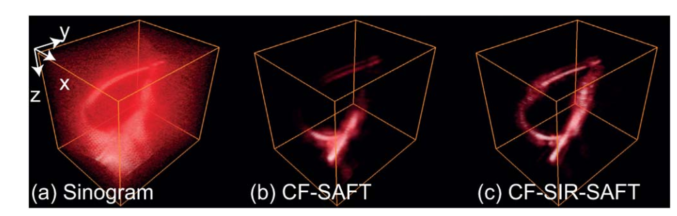 y
x
z
(a) Sinogram
(b) CF-SAFT
(c) CF-SIR-SAFT